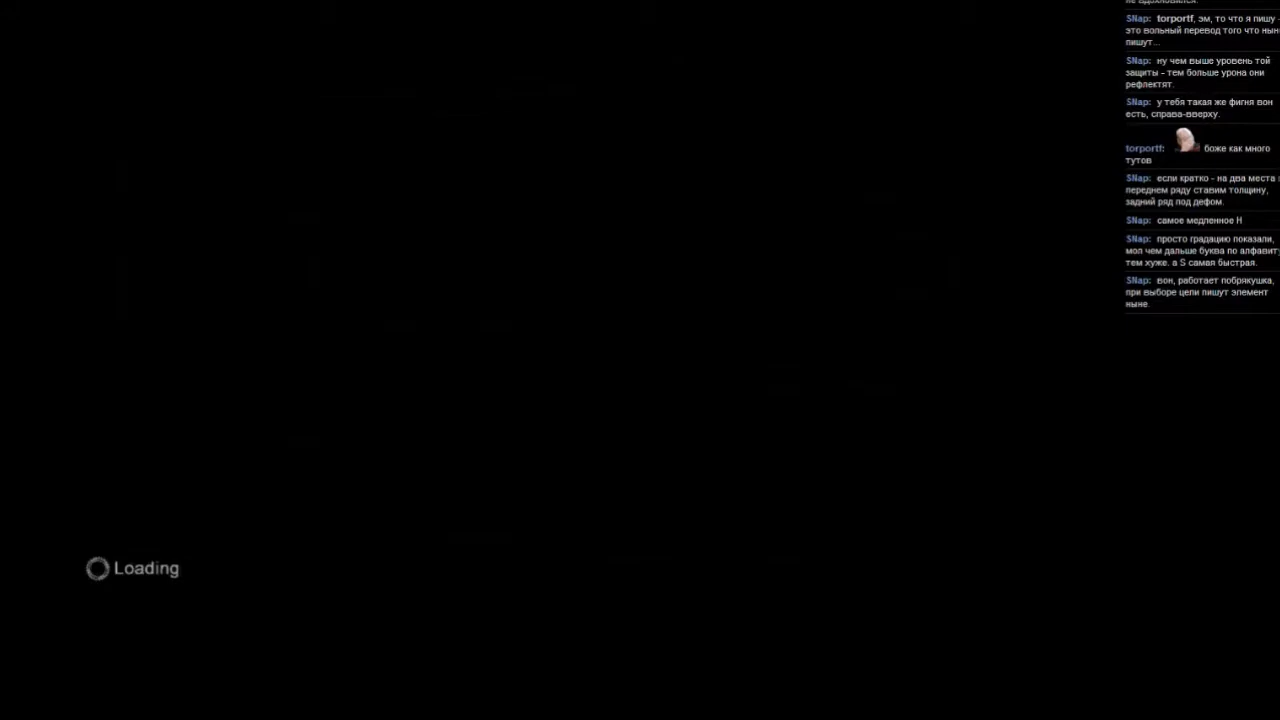 не вдохновился.
SNap: torportf, эм, то что я пишу -
это вольный перевод того что нын
пишут...
SNap: ну чем выше уровень той
защиты - тем больше урона они
рефлектят.
SNap: у тебя такая же фигня вон
есть, справа-вверху.
torportf: боже как много
тутов
SNap: если кратко - на два места
переднем ряду ставим толщину,
задний ряд под дефом.
SNap: самое медленное H
SNap: просто градацию показали,
мол чем дальше буква по алфавиту
тем хуже. а S самая быстрая.
SNap: вон, работает побрякушка,
при выборе цели пишут элемент
ныне.
Loading